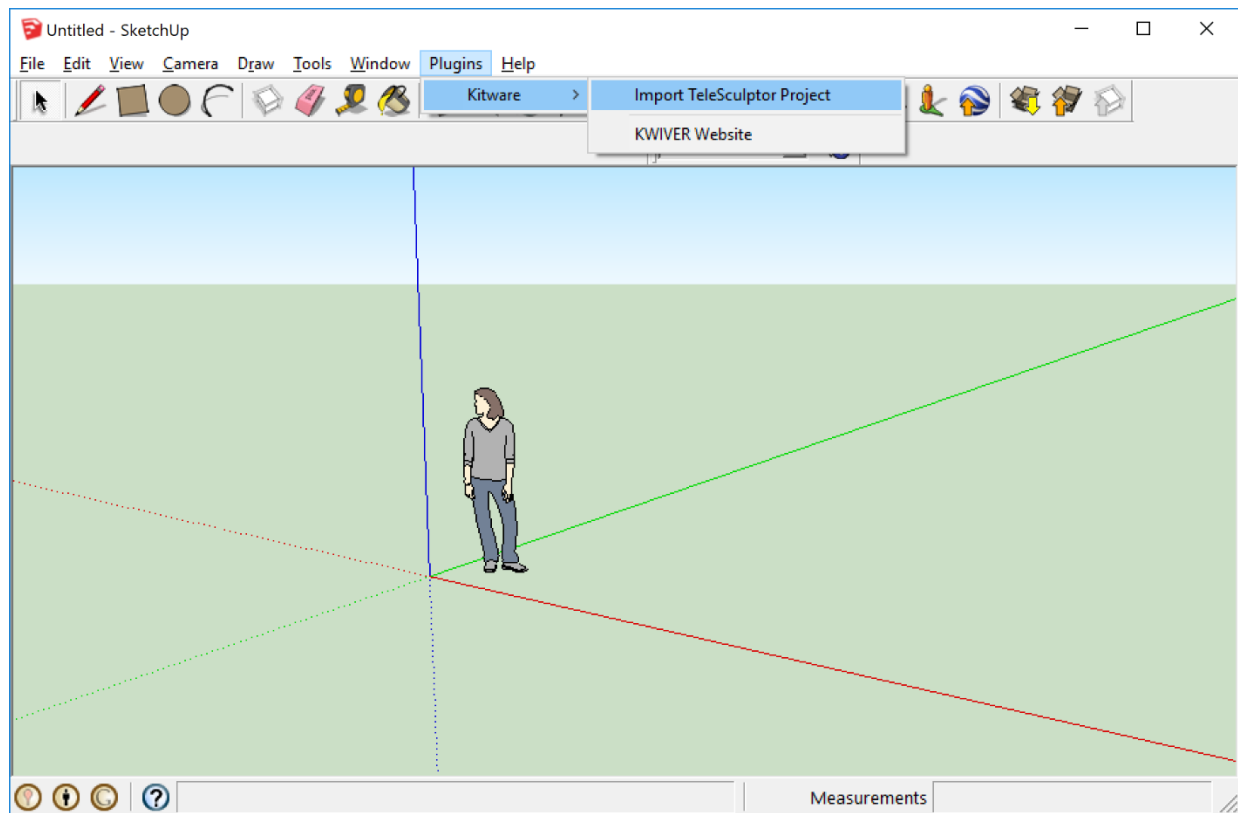 Untitled - SketchUp
File Edit View Camera Draw Tools Window Plugins Help
Kitware
Import TeleSculptor Project
KWIVER Website
Measurements